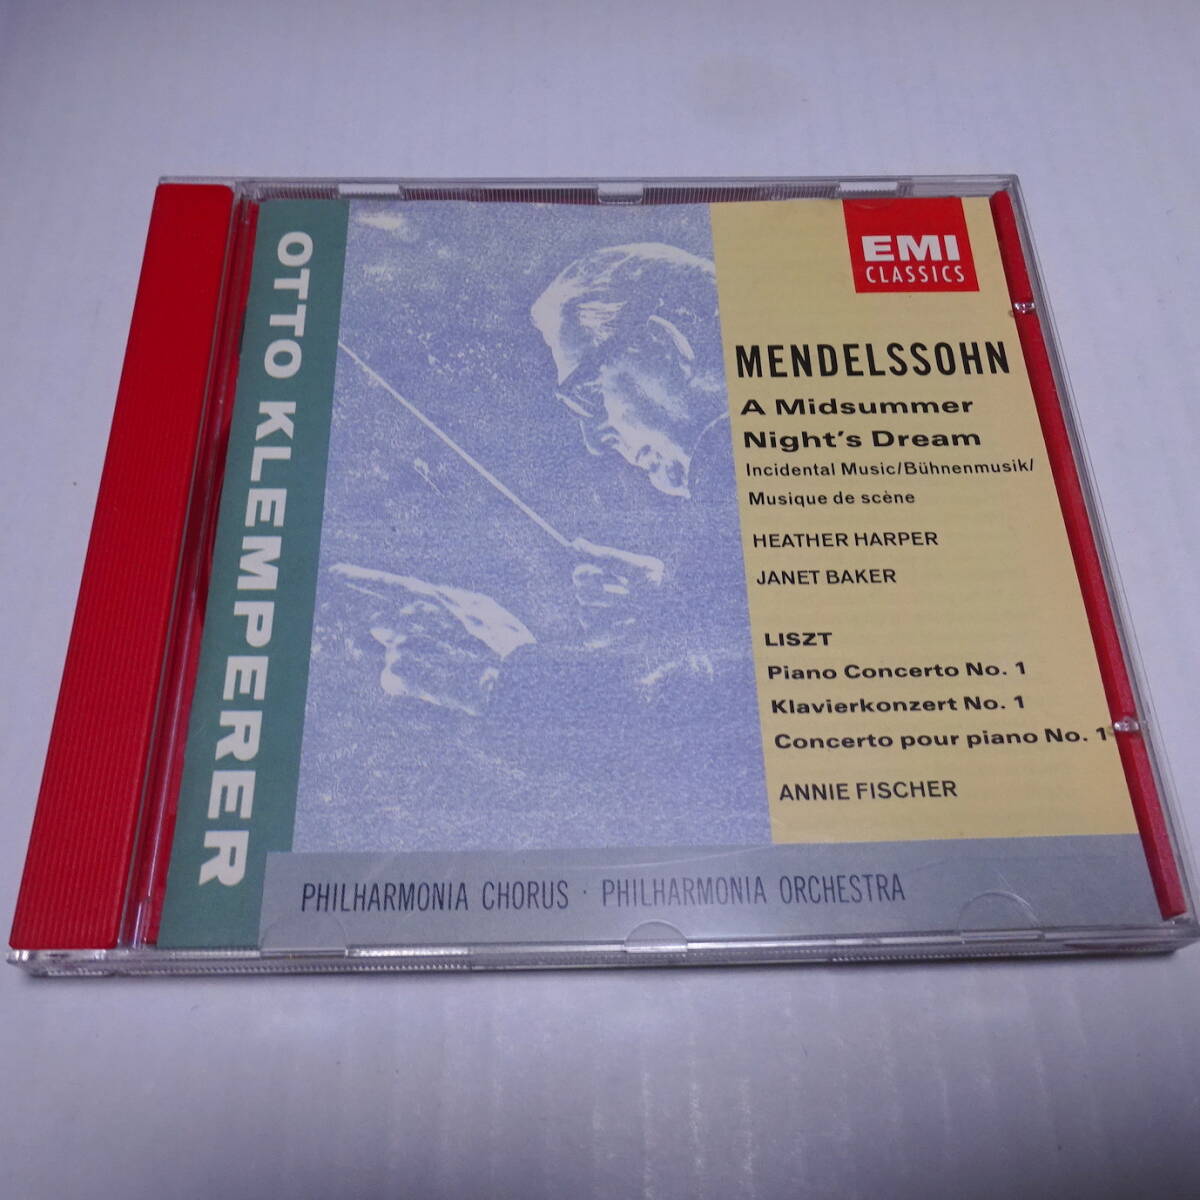 OTTO KLEMPERER
EMI
CLASSICS
MENDELSSOHN
A Midsummer
Night's Dream
Incidental Music/Bühnenmusik/
Musique de scène
HEATHER HARPER
JANET BAKER
LISZT
Piano Concerto No. 1
Klavierkonzert No. 1
Concerto pour piano No. 1
ANNIE FISCHER
PHILHARMONIA CHORUS · PHILHARMONIA ORCHESTRA